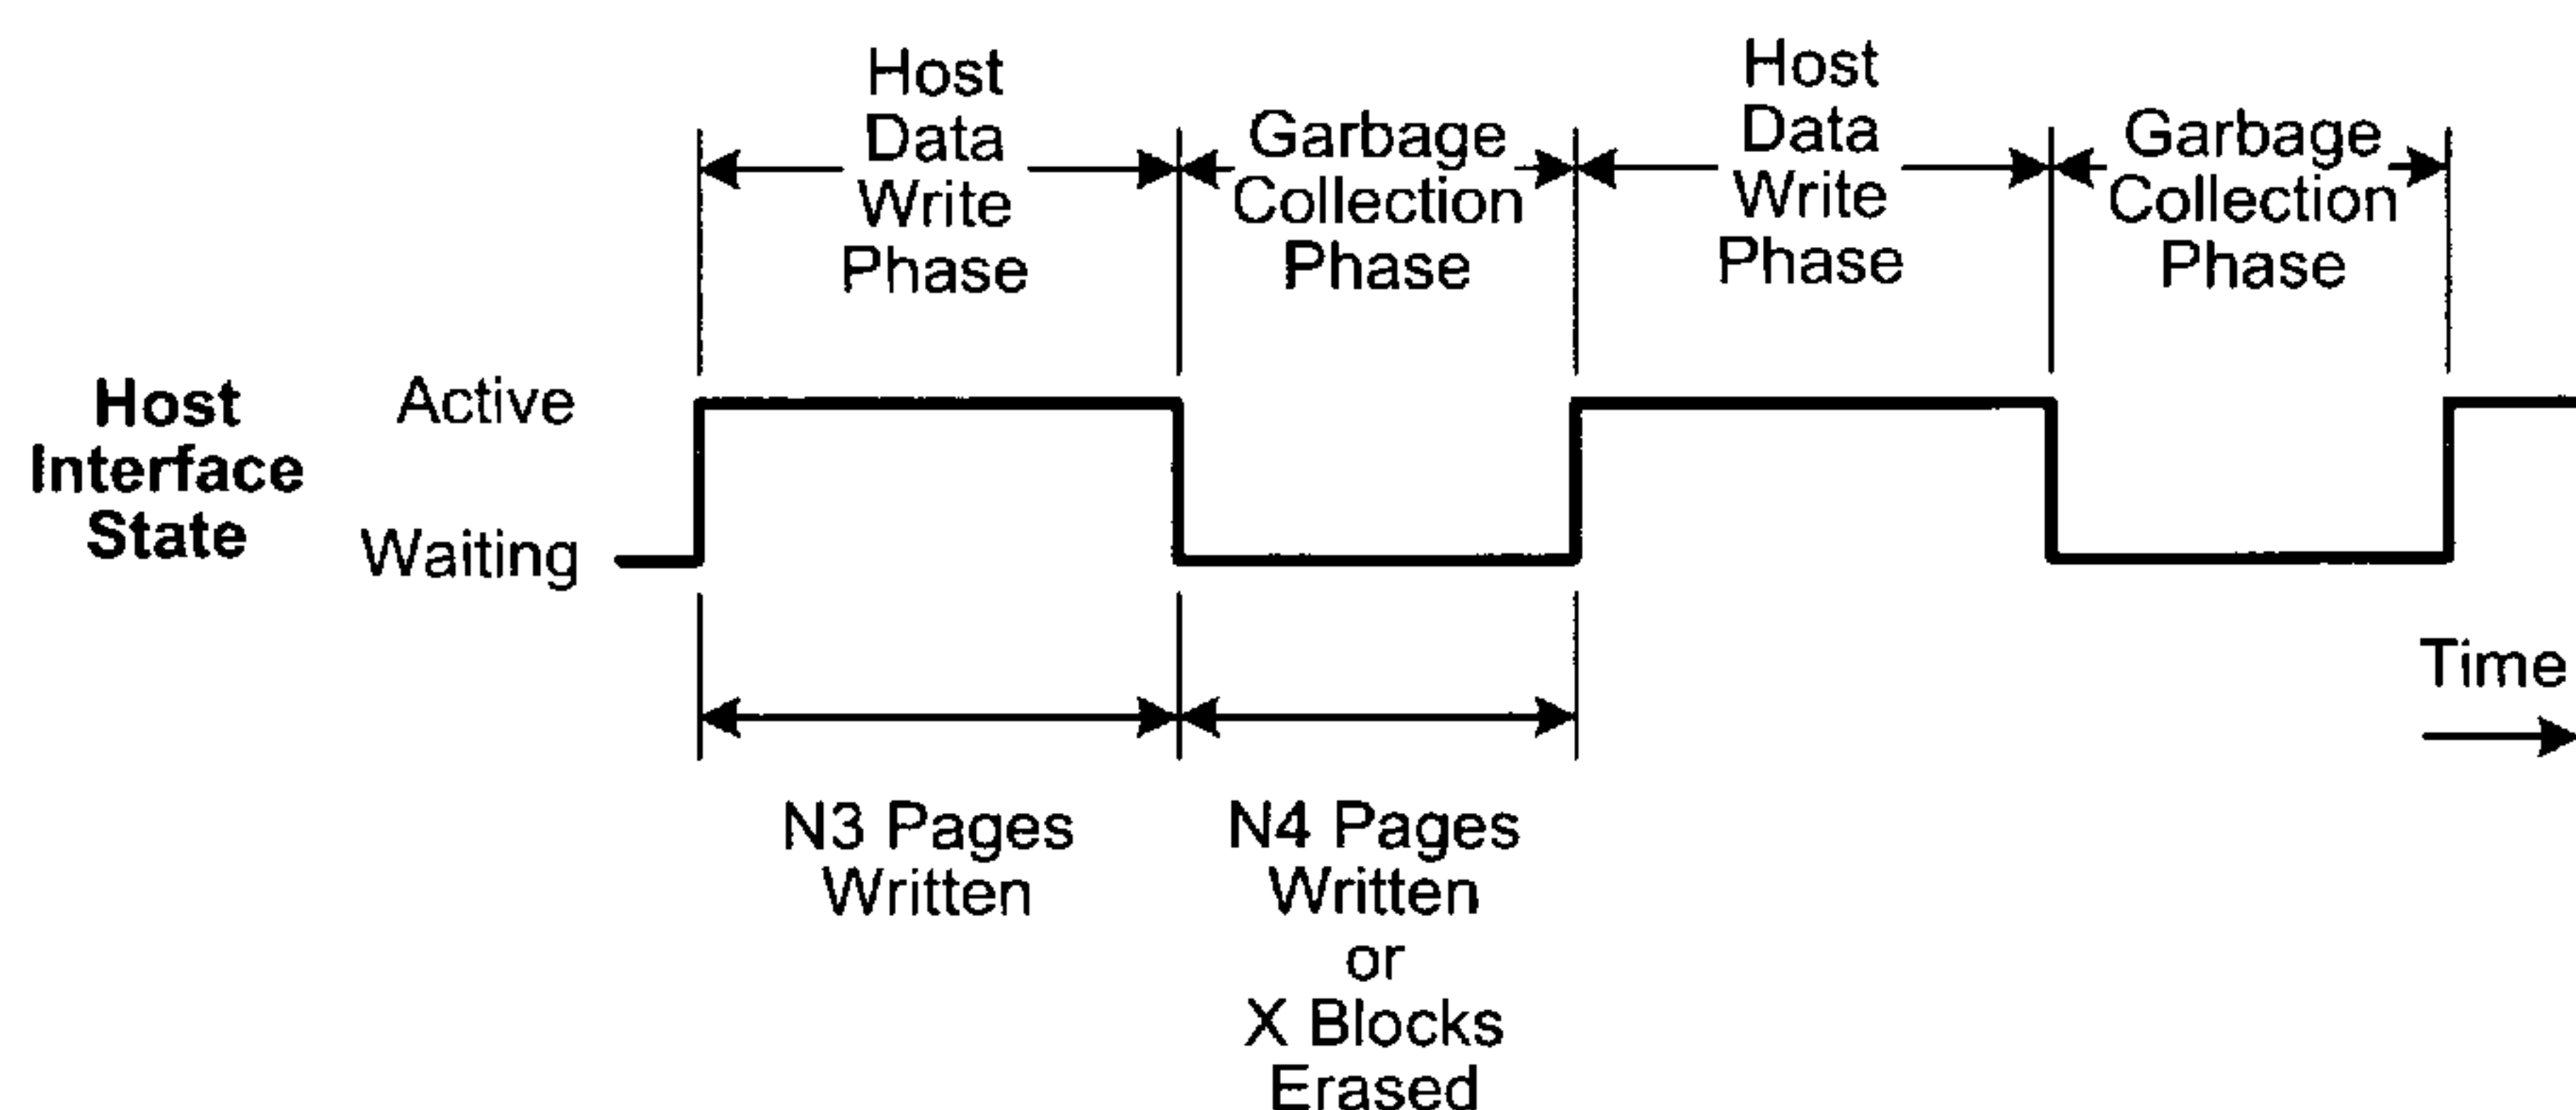 Host
Data
Write
Phase
Garbage
Collection
Phase
Host
Data
Write
Phase
Garbage
Collection
Phase
Host
Interface
State
Active
Waiting
Time
N3 Pages
Written
N4 Pages
Written
or
X Blocks
Erased